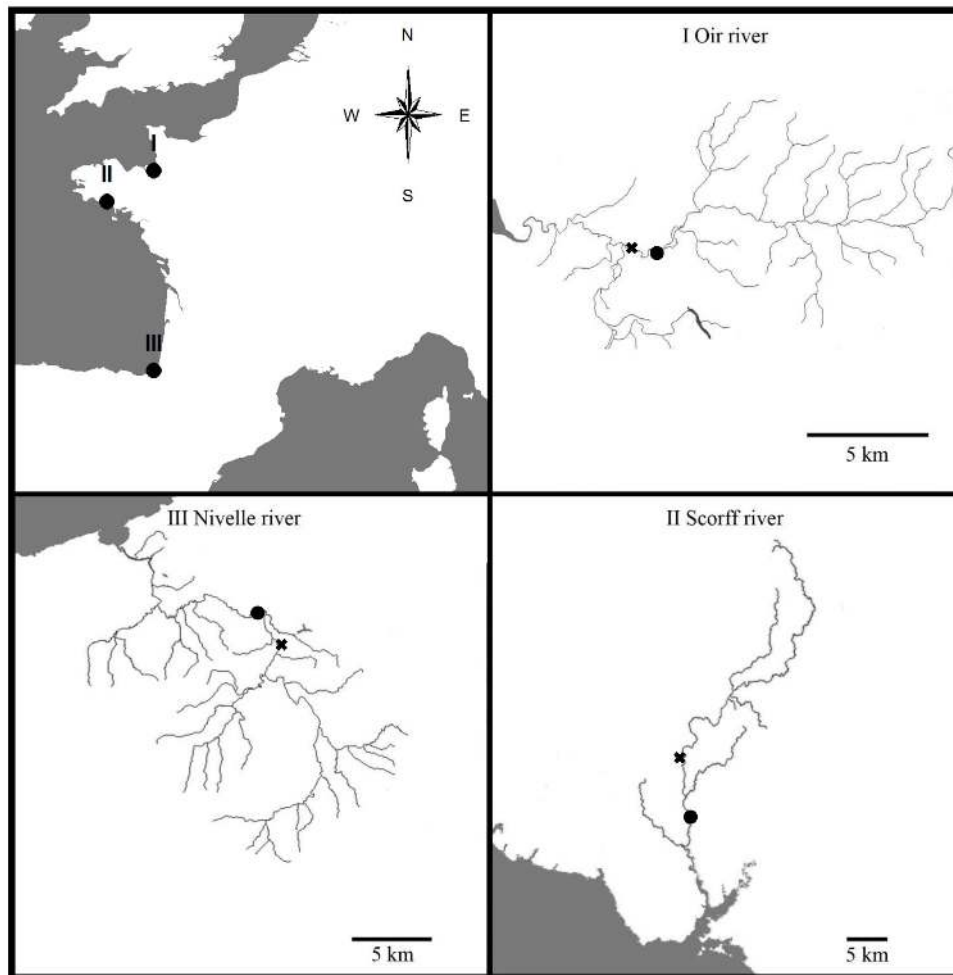 N
W E
S
I
II
III
I Oir river
5 km
III Nivelle river
5 km
II Scorff river
5 km